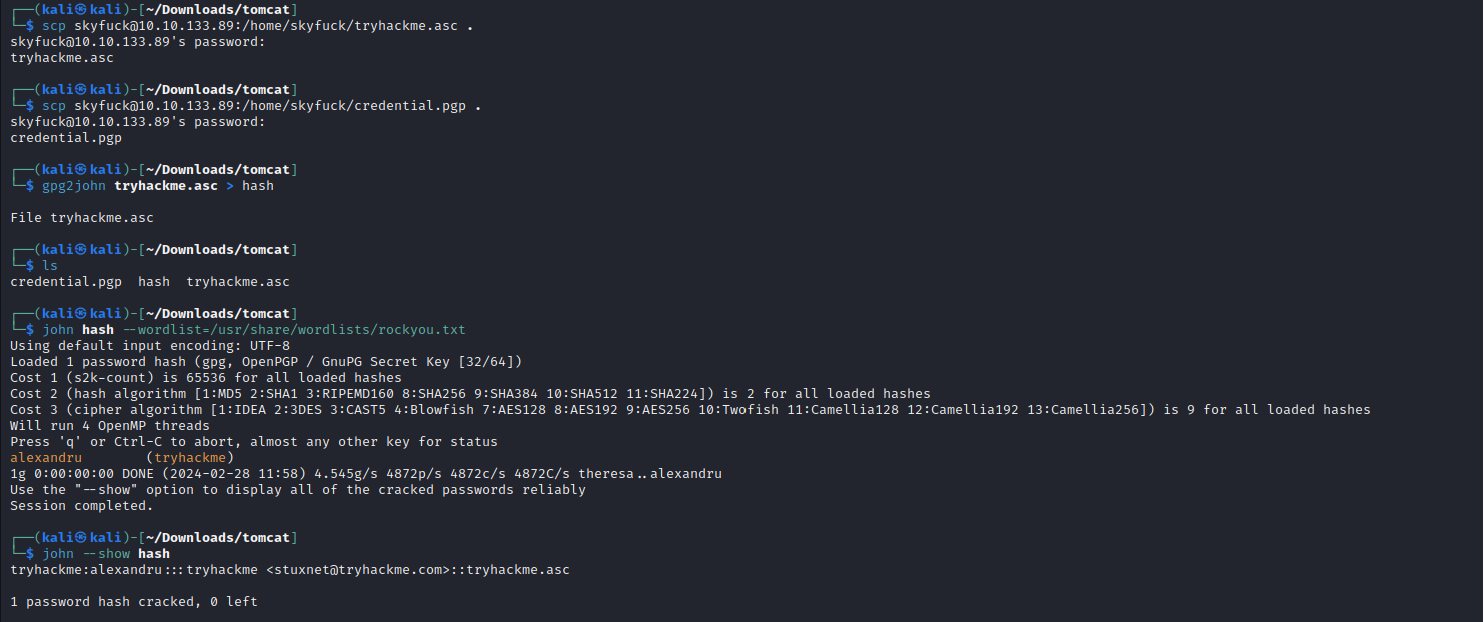 ┌──(kali㉿kali)-[~/Downloads/tomcat]
└─$ scp skyfuck@10.10.133.89:/home/skyfuck/tryhackme.asc .
skyfuck@10.10.133.89's password:
tryhackme.asc
┌──(kali㉿kali)-[~/Downloads/tomcat]
└─$ scp skyfuck@10.10.133.89:/home/skyfuck/credential.pgp .
skyfuck@10.10.133.89's password:
credential.pgp
┌──(kali㉿kali)-[~/Downloads/tomcat]
└─$ gpg2john tryhackme.asc > hash
File tryhackme.asc
┌──(kali㉿kali)-[~/Downloads/tomcat]
└─$ ls
credential.pgp  hash  tryhackme.asc
┌──(kali㉿kali)-[~/Downloads/tomcat]
└─$ john hash --wordlist=/usr/share/wordlists/rockyou.txt
Using default input encoding: UTF-8
Loaded 1 password hash (gpg, OpenPGP / GnuPG Secret Key [32/64])
Cost 1 (s2k-count) is 65536 for all loaded hashes
Cost 2 (hash algorithm [1:MD5 2:SHA1 3:RIPEMD160 8:SHA256 9:SHA384 10:SHA512 11:SHA224]) is 2 for all loaded hashes
Cost 3 (cipher algorithm [1:IDEA 2:3DES 3:CAST5 4:Blowfish 7:AES128 8:AES192 9:AES256 10:Twofish 11:Camellia128 12:Camellia192 13:Camellia256]) is 9 for all loaded hashes
Will run 4 OpenMP threads
Press 'q' or Ctrl-C to abort, almost any other key for status
alexandru        (tryhackme)
1g 0:00:00:00 DONE (2024-02-28 11:58) 4.545g/s 4872p/s 4872c/s 4872C/s theresa..alexandru
Use the "--show" option to display all of the cracked passwords reliably
Session completed.
┌──(kali㉿kali)-[~/Downloads/tomcat]
└─$ john --show hash
tryhackme:alexandru:::tryhackme <stuxnet@tryhackme.com>::tryhackme.asc
1 password hash cracked, 0 left